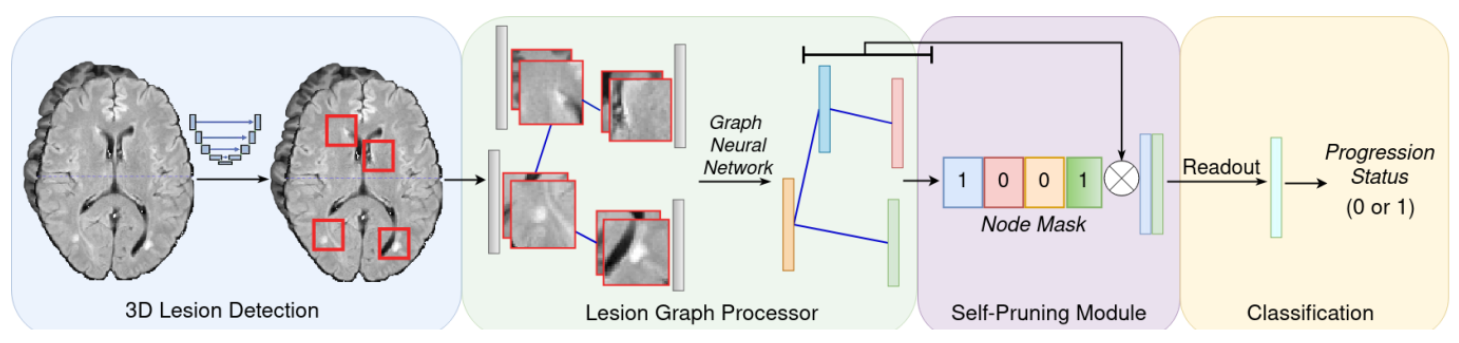 Graph
Neural
Network
1 0 0 1
Node Mask
Readout
Progression
Status
(0 or 1)
3D Lesion Detection
Lesion Graph Processor
Self-Pruning Module
Classification